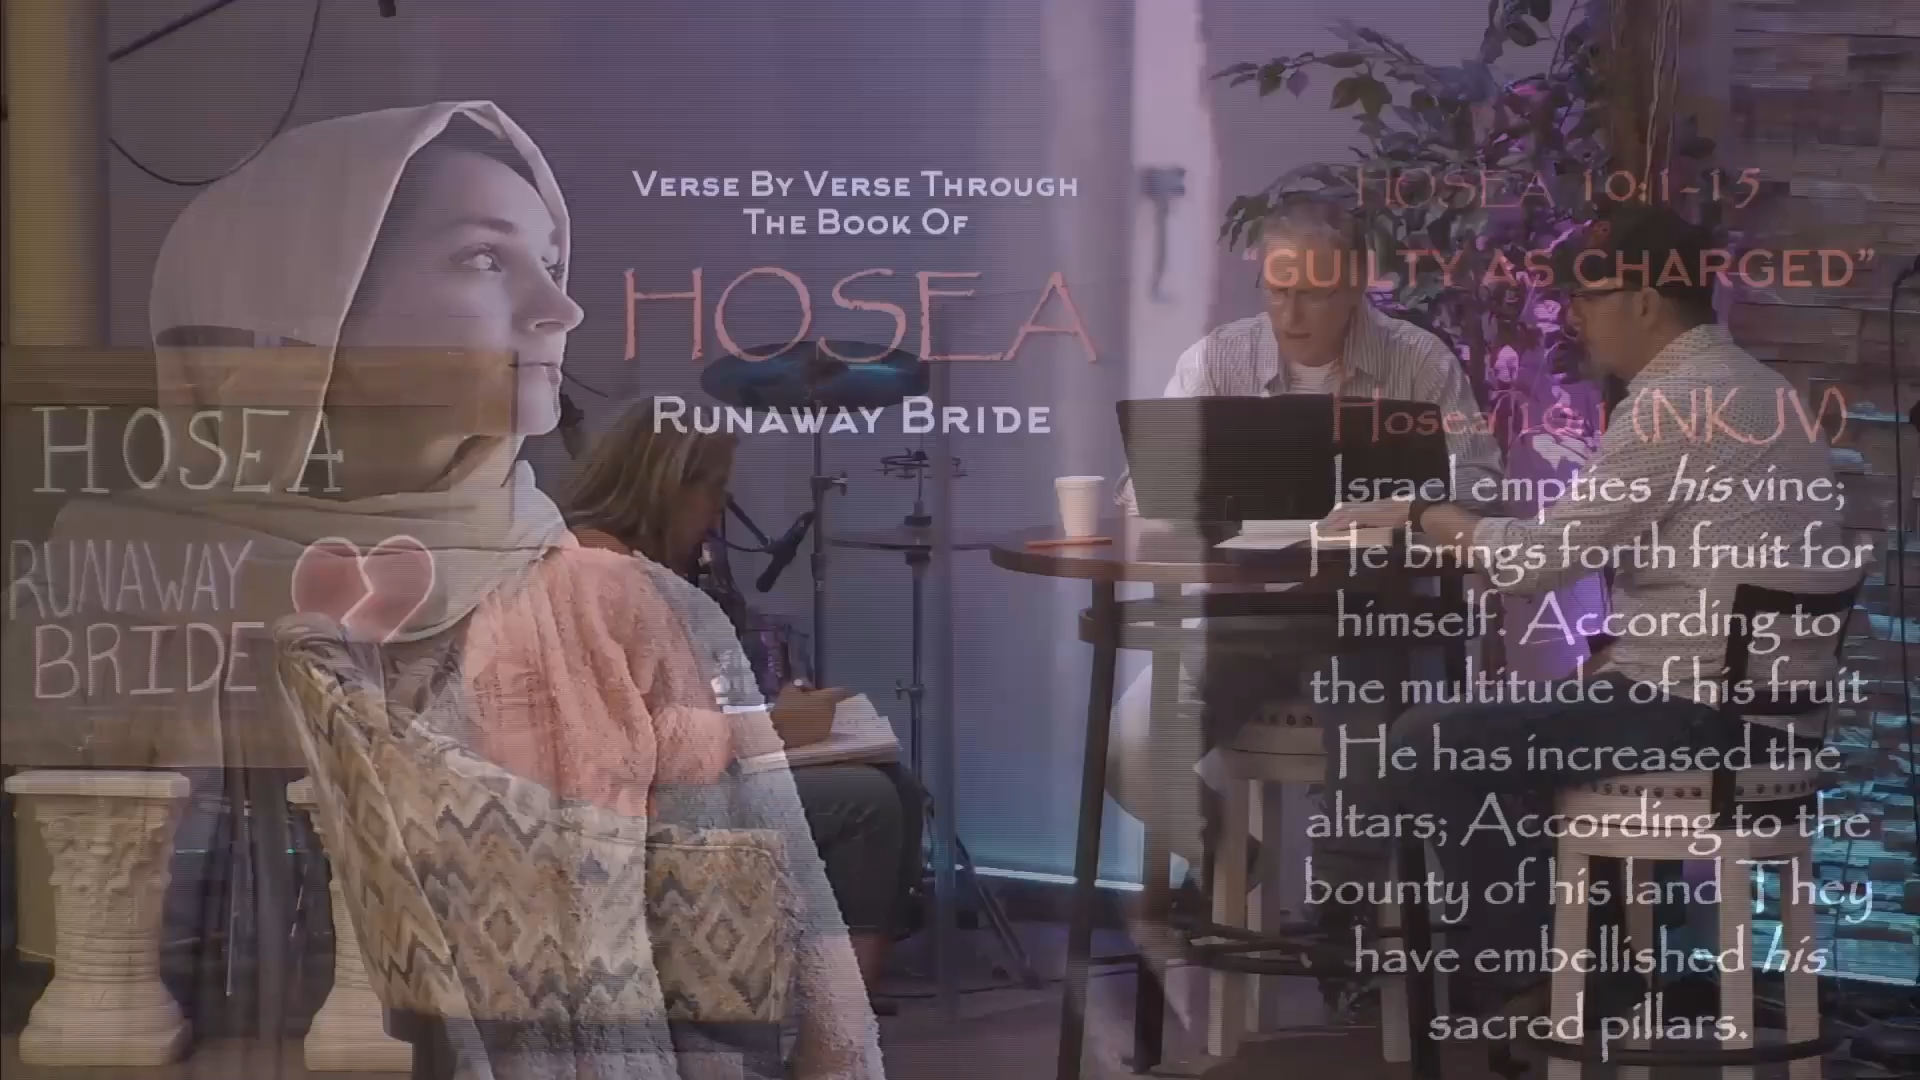 VERSE BY VERSE THROUGH
THE BOOK OF
HOSEA
RUNAWAY BRIDE
HOSEA
RUNAWAY
BRIDE
HOSEA 10:1-15
“GUILTY AS CHARGED”
Hosea 10:1 (NKJV)
Israel empties his vine;
He brings forth fruit for
himself. According to
the multitude of his fruit
He has increased the
altars; According to the
bounty of his land They
have embellished his
sacred pillars.